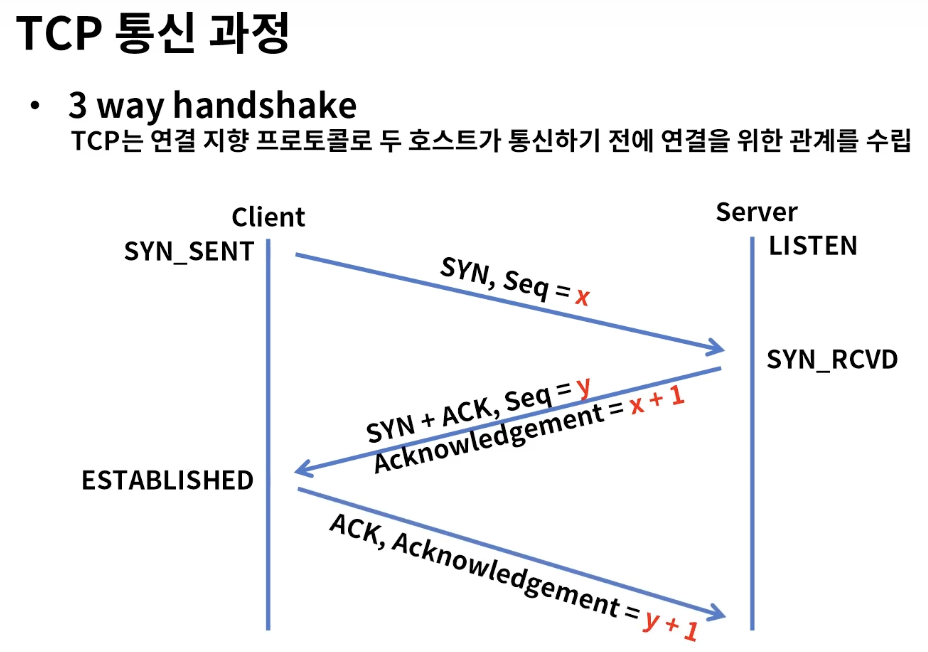 TCP 통신 과정
• 3 way handshake
TCP는 연결 지향 프로토콜로 두 호스트가 통신하기 전에 연결을 위한 관계를 수립
Client
Server
SYN_SENT
LISTEN
SYN, Seq = x
SYN_RCVD
SYN + ACK, Seq = y
Acknowledgement = x + 1
ESTABLISHED
ACK, Acknowledgement = y + 1